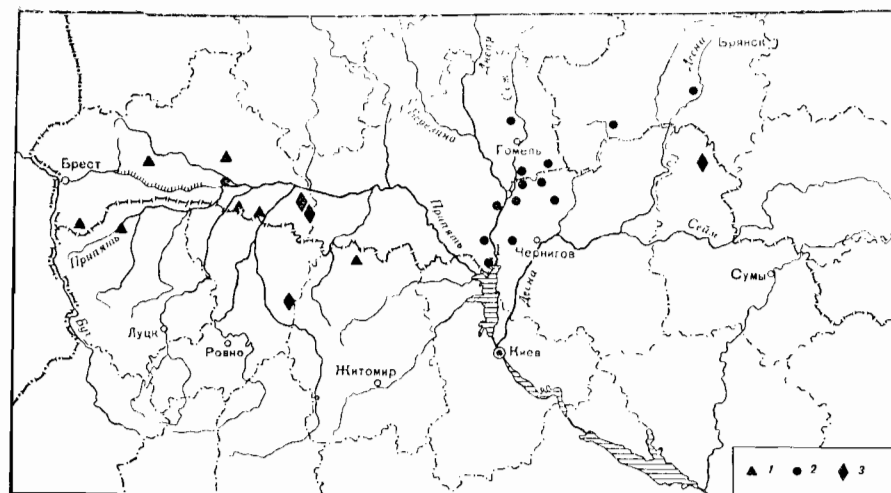 Брест
Припять
Буг
Луцк
Ровно
Житомир
Березина
Днепр
Сож
Гомель
Припять
Чернигов
Десна
Киев
Десна
Брянск
Сейм
Сумы
1
2
3